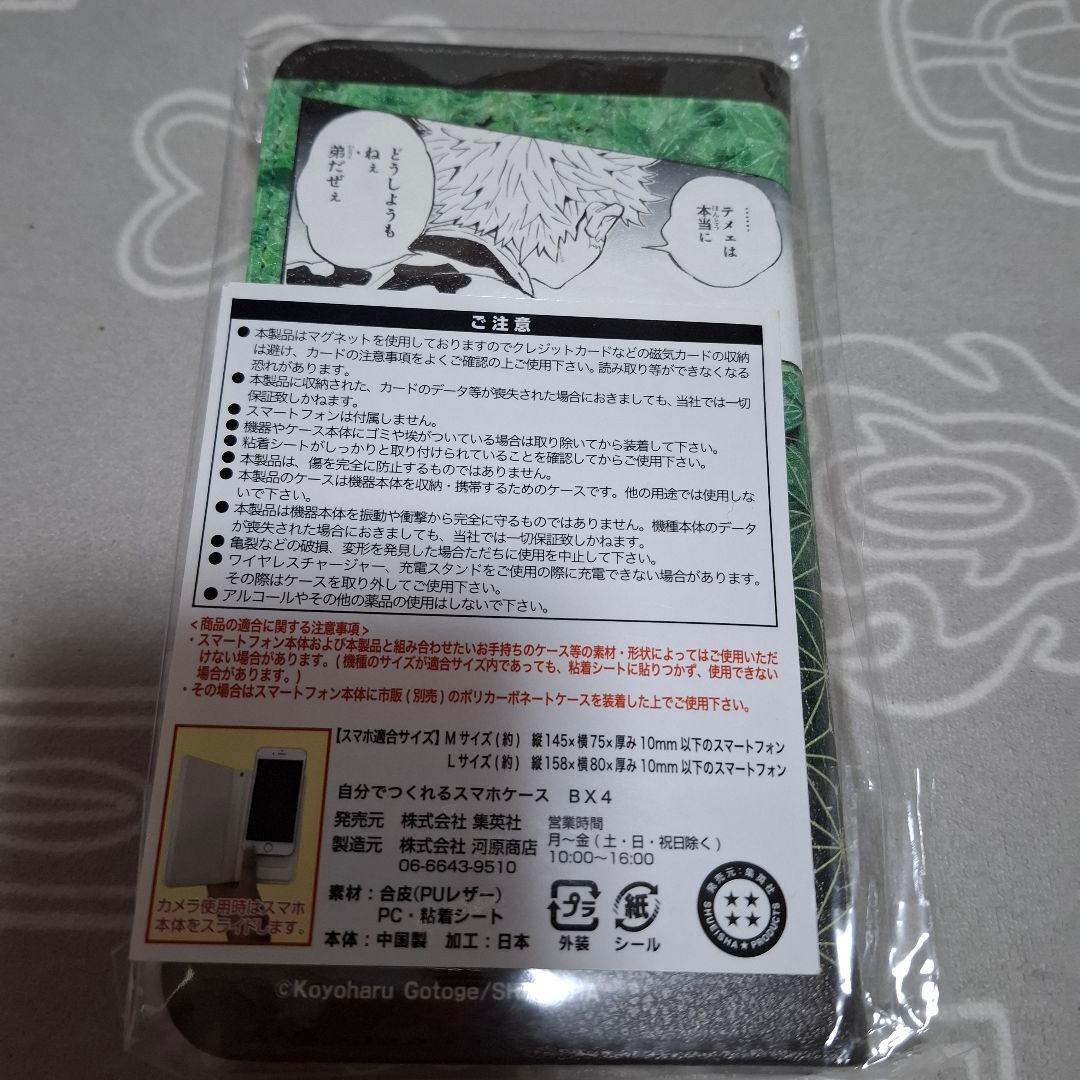 ……
テメェは
本当に
ほんとう
どうしようも
ねぇ
弟だぜェ
ご注意
● 本製品はマグネットを使用しておりますのでクレジットカードなどの磁気カードの収納
は避け、カードの注意事項をよくご確認の上ご使用下さい。読み取り等ができなくなる
恐れがあります。
● 本製品に収納された、カードのデータ等が喪失された場合におきましても、当社では一切
保証致しかねます。
● スマートフォンは付属しません。
● 機器やケース本体にゴミや埃がついている場合は取り除いてから装着して下さい。
● 粘着シートがしっかりと取り付けられていることを確認してからご使用下さい。
● 本製品は、傷を完全に防止するものではありません。
● 本製品のケースは機器本体を収納・携帯するためのケースです。他の用途では使用しな
いで下さい。
● 本製品は機器本体を振動や衝撃から完全に守るものではありません。機種本体のデータ
が喪失された場合におきましても、当社では一切保証致しかねます。
● 亀裂などの破損、変形を発見した場合ただちに使用を中止して下さい。
● ワイヤレスチャージャー、充電スタンドをご使用の際に充電できない場合があります。
その際はケースを取り外してご使用下さい。
● アルコールやその他の薬品の使用はしないで下さい。
<商品の適合に関する注意事項>
・スマートフォン本体および本製品と組み合わせたいお手持ちのケース等の素材・形状によってはご使用いただ
けない場合があります。(機種のサイズが適合サイズ内であっても、粘着シートに貼りつかず、使用できない
場合があります。)
・その場合はスマートフォン本体に市販(別売)のポリカーボネートケースを装着した上でご使用下さい。
【スマホ適合サイズ】Mサイズ(約) 縦145×横75×厚み10mm以下のスマートフォン
Lサイズ(約) 縦158×横80×厚み10mm以下のスマートフォン
自分でつくれるスマホケース BX4
発売元 株式会社 集英社
製造元 株式会社 河原商店
06-6643-9510
営業時間
月～金(土・日・祝日除く)
10:00～16:00
素材：合皮(PUレザー)
PC・粘着シート
本体：中国製 加工：日本
プラ
外装
紙
シール
発売元：集英社
SHUEISHA★PRODUCTS
カメラ使用時はスマホ
本体をスライドします。
©Koyoharu Gotoge/SH